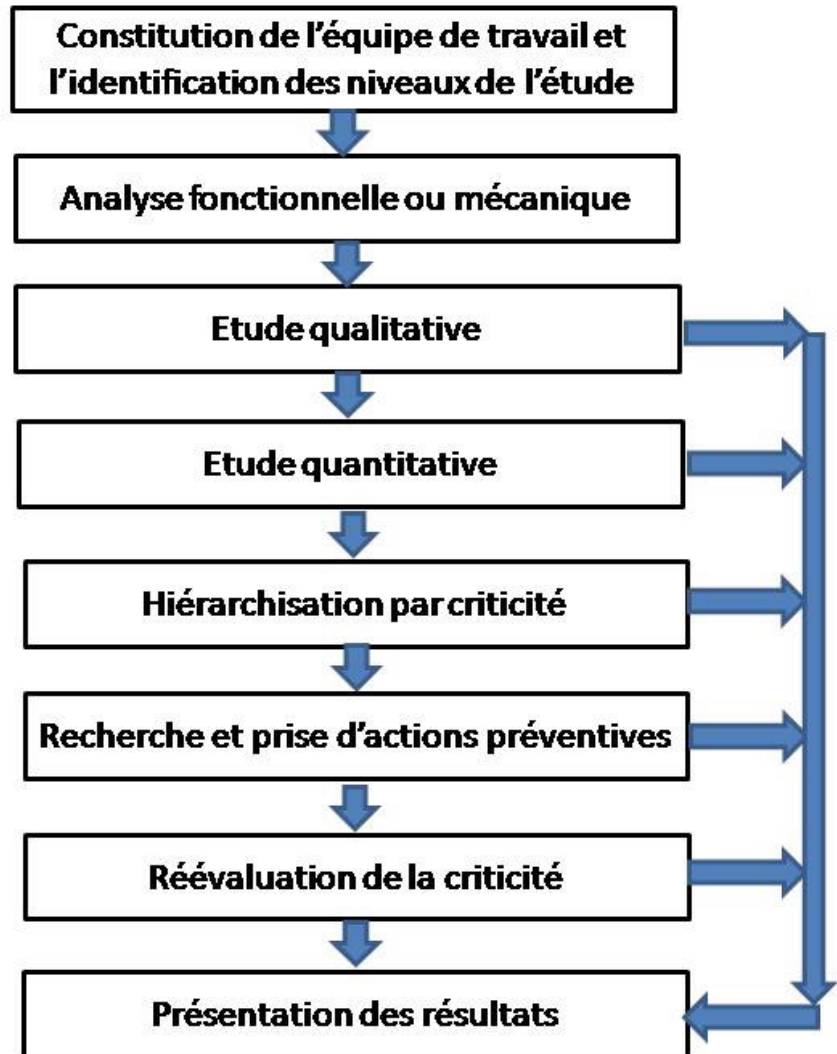 Constitution de l'équipe de travail et
l'identification des niveaux de l'étude
Analyse fonctionnelle ou mécanique
Etude qualitative
Etude quantitative
Hiérarchisation par criticité
Recherche et prise d'actions préventives
Réévaluation de la criticité
Présentation des résultats